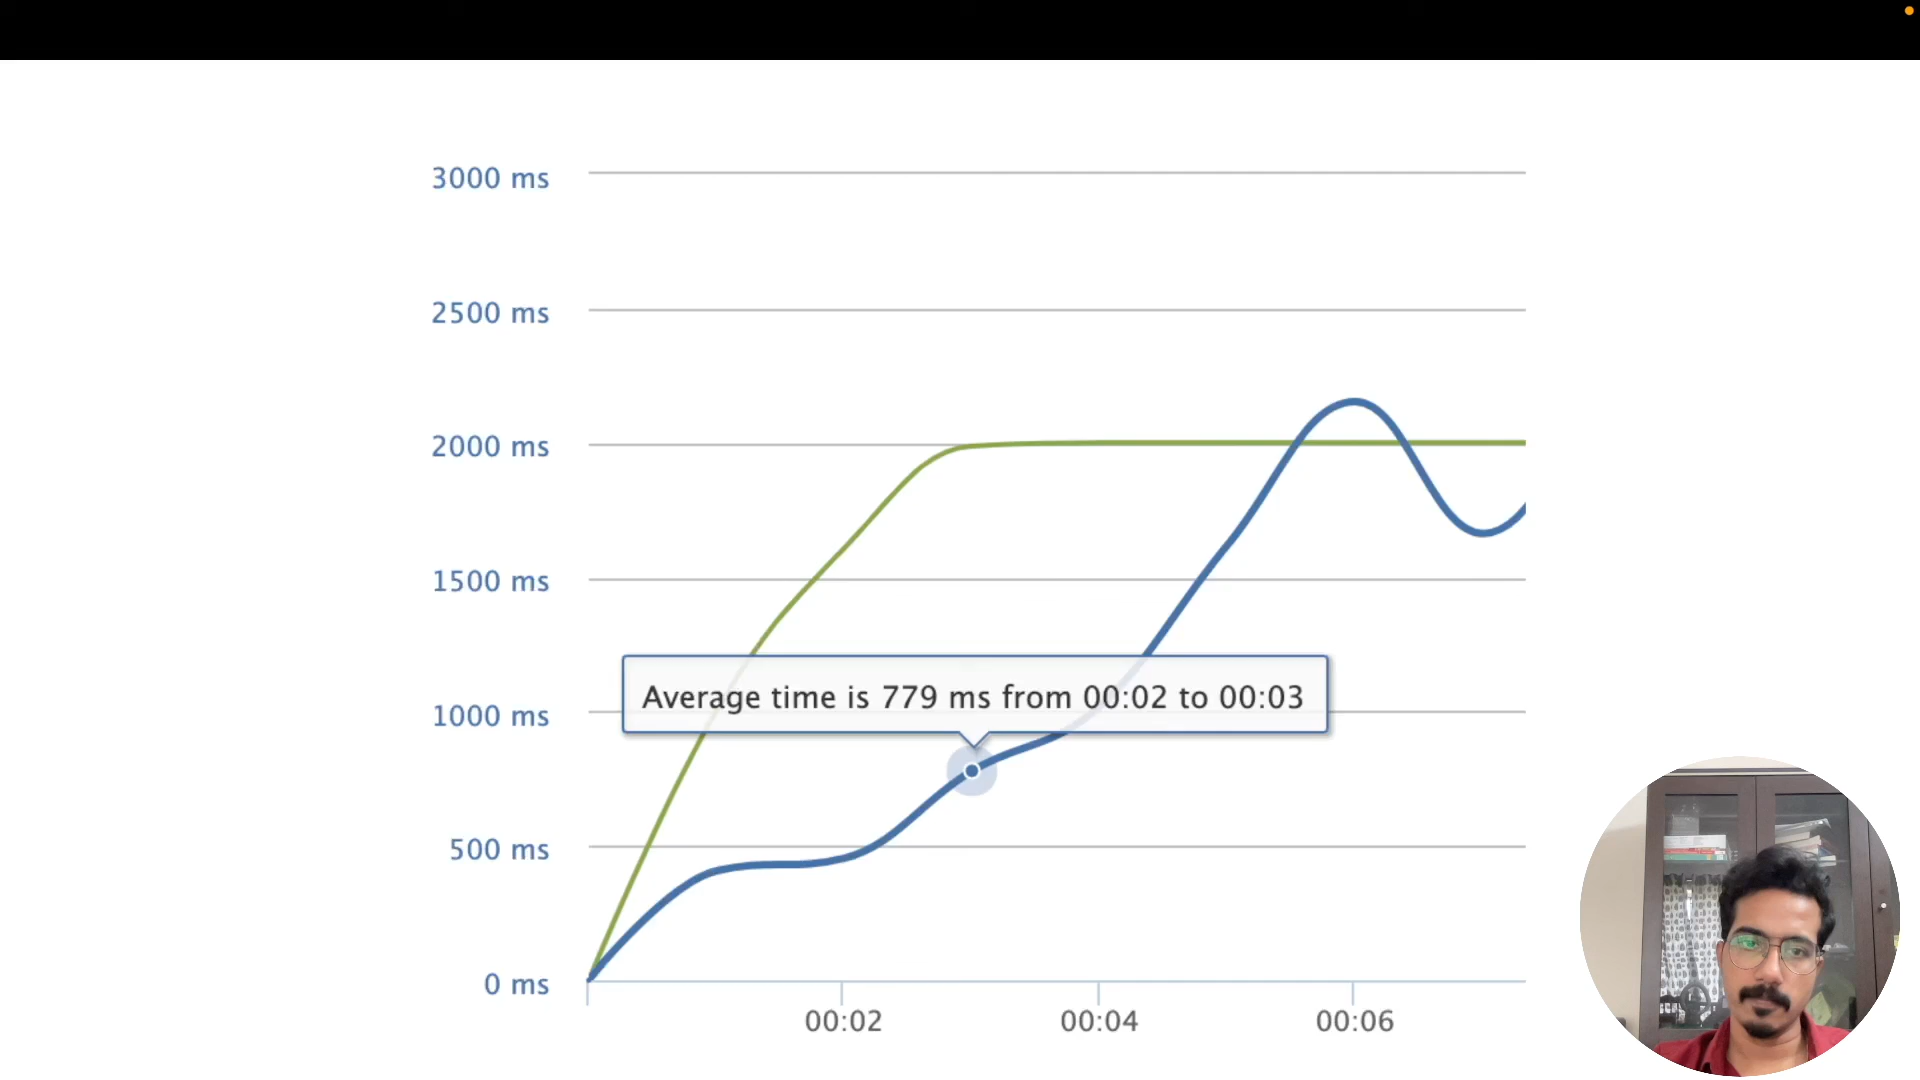 3000 ms
2500 ms
2000 ms
1500 ms
Average time is 779 ms from 00:02 to 00:03
1000 ms
500 ms
0 ms
00:02 00:04 00:06